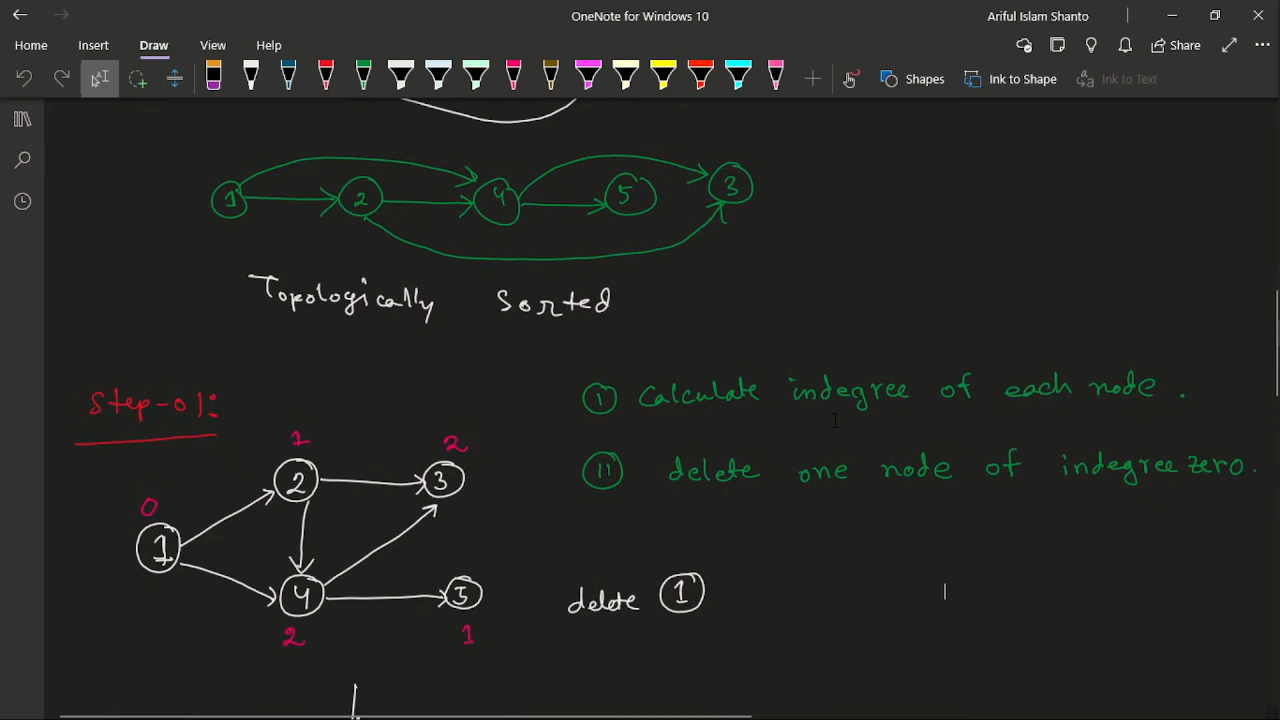 OneNote for Windows 10
Ariful Islam Shanto
Home Insert Draw View Help
Share
Shapes
Ink to Shape
Ink to Text
1 2 4 5 3
Topologically Sorted
Step-01:
I Calculate indegree of each node.
II delete one node of indegree zero.
1 2
2 3
0
1
4 5
2 1
delete 1